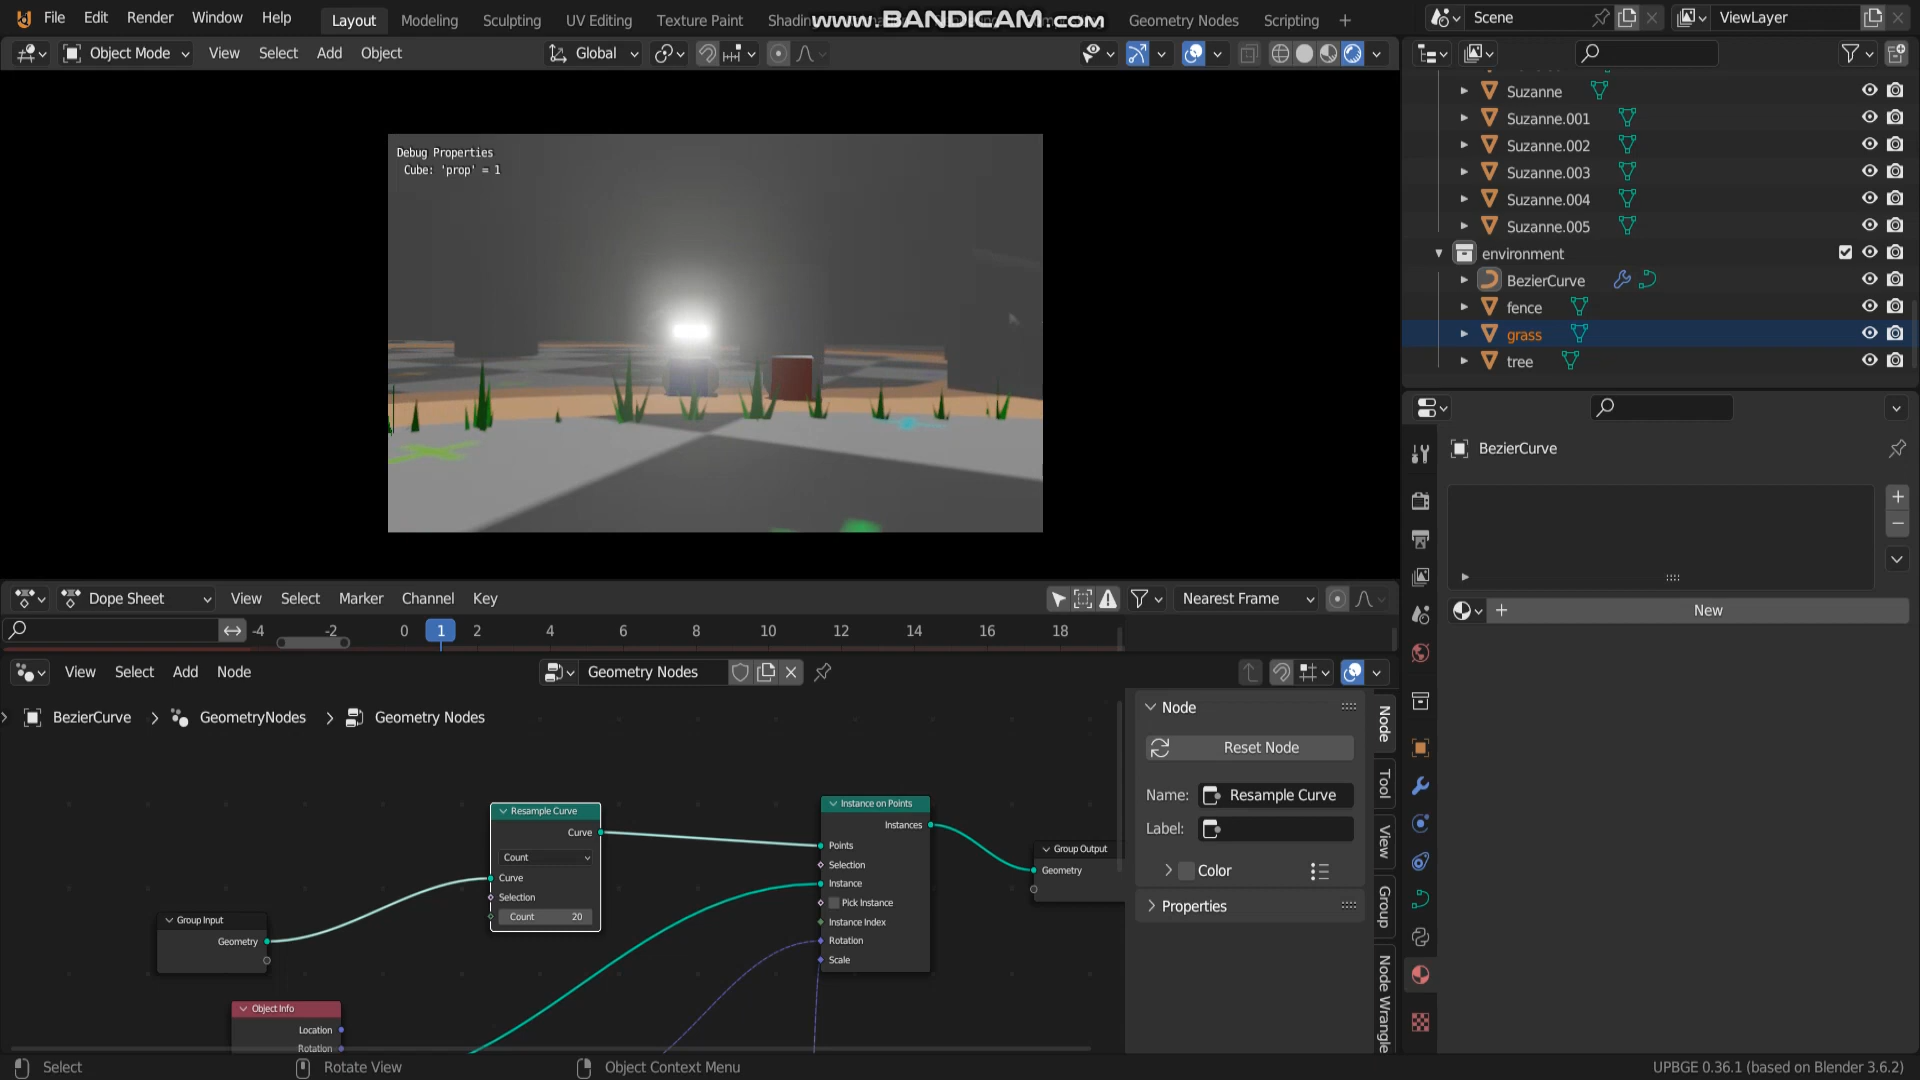 File Edit Render Window Help Layout Modeling Sculpting UV Editing Texture Paint Shadin Geometry Nodes Scripting Scene ViewLayer
www.BANDICAM.com
Object Mode View Select Add Object Global
Debug Properties
Cube: 'prop' = 1
Suzanne
Suzanne.001
Suzanne.002
Suzanne.003
Suzanne.004
Suzanne.005
environment
BezierCurve
fence
grass
tree
BezierCurve
New
Dope Sheet View Select Marker Channel Key Nearest Frame
-4 -2 0 1 2 4 6 8 10 12 14 16 18
View Select Add Node Geometry Nodes
BezierCurve GeometryNodes Geometry Nodes
Resample Curve
Curve
Count
Curve
Selection
Count 20
Instance on Points
Instances
Points
Selection
Instance
Pick Instance
Instance Index
Rotation
Scale
Group Output
Geometry
Group Input
Geometry
Object Info
Location
Rotation
Node
Reset Node
Name: Resample Curve
Label:
Color
Properties
Node
Tool
View
Group
Node Wrangle
Select Rotate View Object Context Menu UPBGE 0.36.1 (based on Blender 3.6.2)